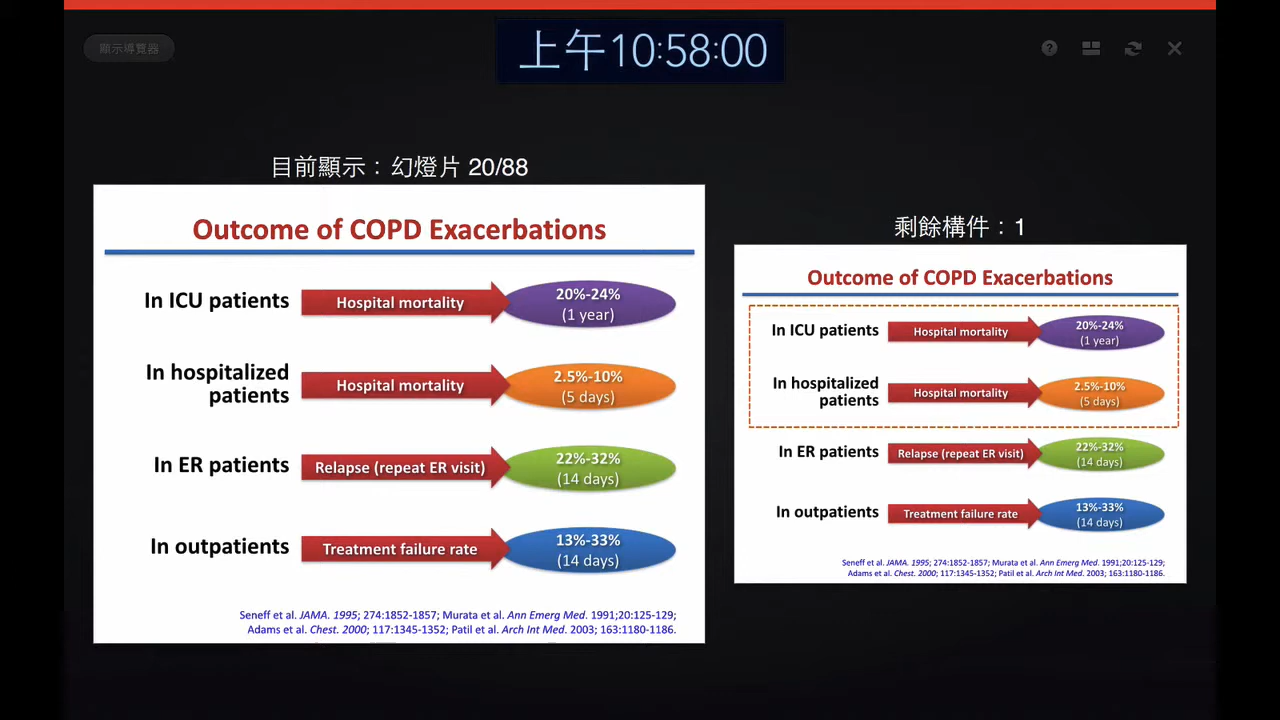 顯示導覽器
上午10:58:00
目前顯示：幻燈片 20/88
Outcome of COPD Exacerbations
In ICU patients
Hospital mortality
20%-24%
(1 year)
In hospitalized
patients
Hospital mortality
2.5%-10%
(5 days)
In ER patients
Relapse (repeat ER visit)
22%-32%
(14 days)
In outpatients
Treatment failure rate
13%-33%
(14 days)
Seneff et al. JAMA. 1995; 274:1852-1857; Murata et al. Ann Emerg Med. 1991;20:125-129;
Adams et al. Chest. 2000; 117:1345-1352; Patil et al. Arch Int Med. 2003; 163:1180-1186.
剩餘構件：1
Outcome of COPD Exacerbations
In ICU patients
Hospital mortality
20%-24%
(1 year)
In hospitalized
patients
Hospital mortality
2.5%-10%
(5 days)
In ER patients
Relapse (repeat ER visit)
22%-32%
(14 days)
In outpatients
Treatment failure rate
13%-33%
(14 days)
Seneff et al. JAMA. 1995; 274:1852-1857; Murata et al. Ann Emerg Med. 1991;20:125-129;
Adams et al. Chest. 2000; 117:1345-1352; Patil et al. Arch Int Med. 2003; 163:1180-1186.